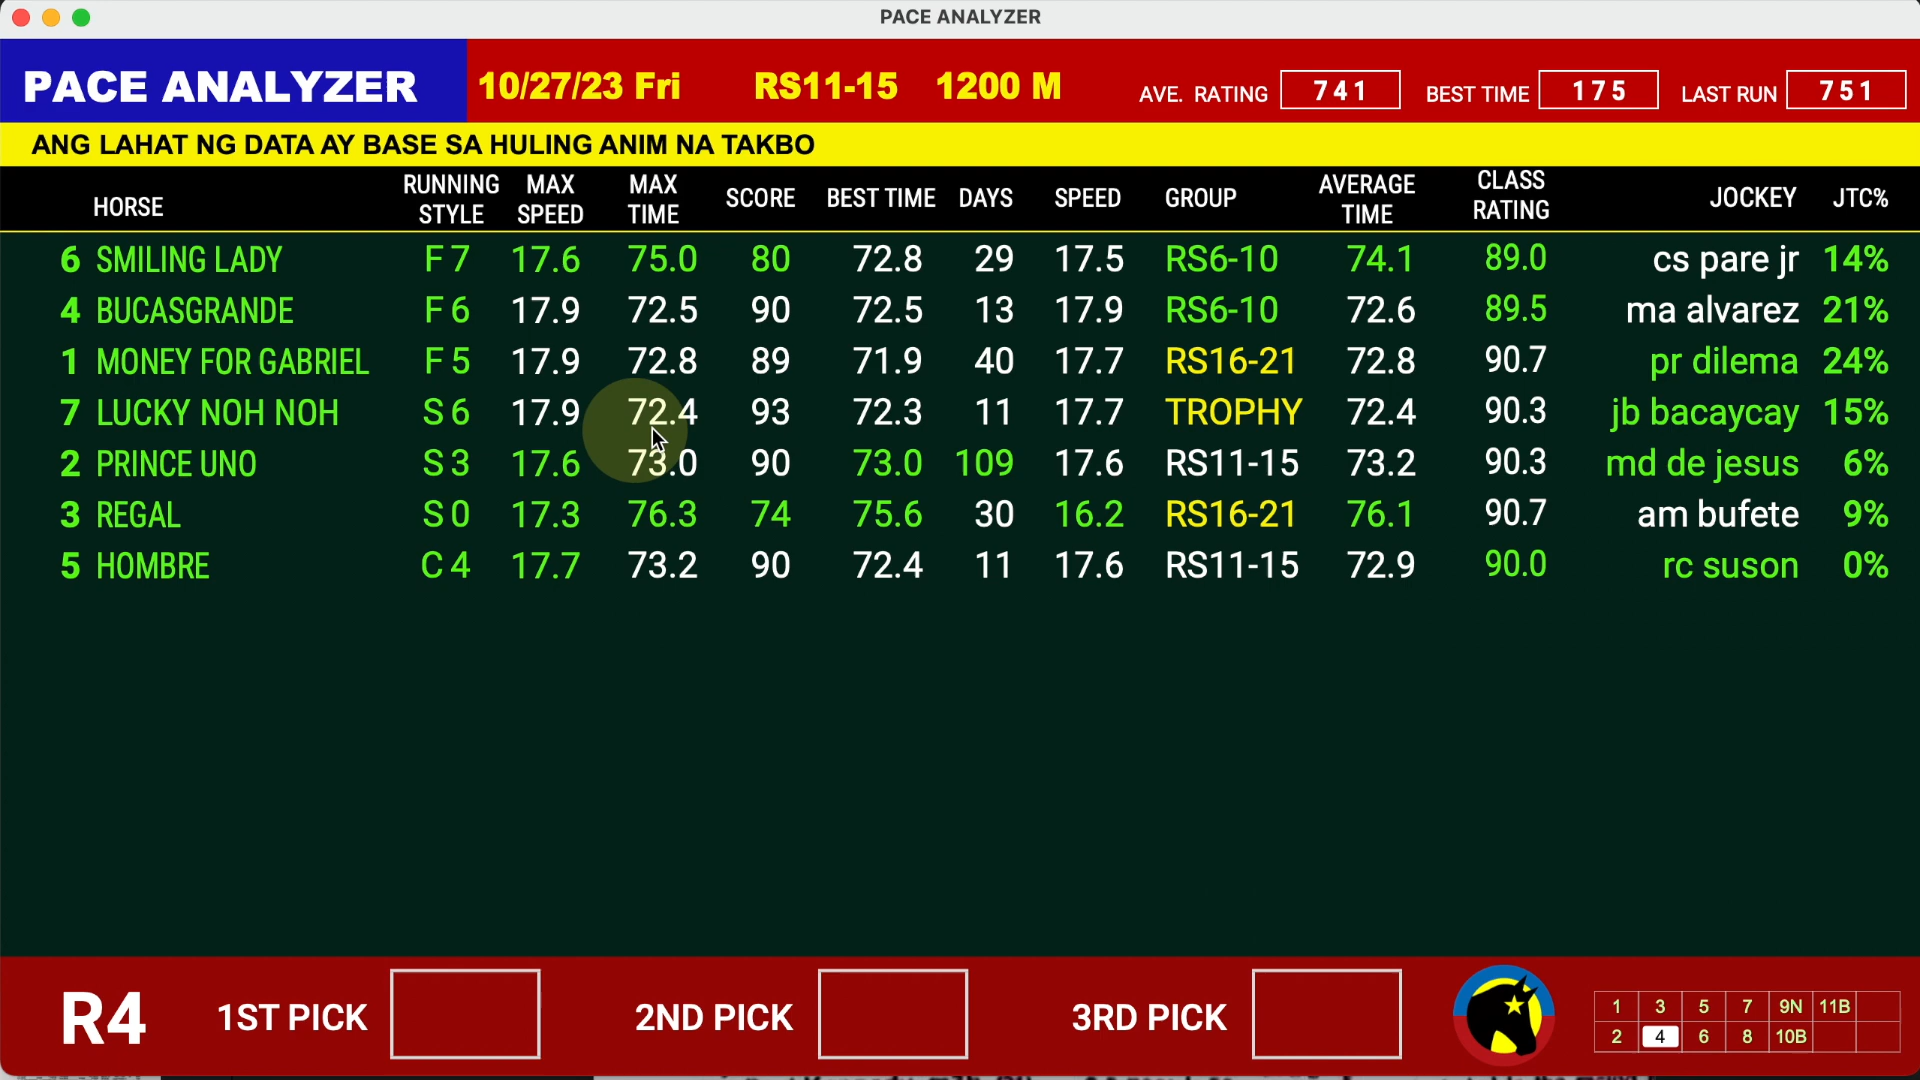 PACE ANALYZER
PACE ANALYZER 10/27/23 Fri RS11-15 1200 M AVE. RATING 741 BEST TIME 175 LAST RUN 751
ANG LAHAT NG DATA AY BASE SA HULING ANIM NA TAKBO
HORSE RUNNING STYLE MAX SPEED MAX TIME SCORE BEST TIME DAYS SPEED GROUP AVERAGE TIME CLASS RATING JOCKEY JTC%
6 SMILING LADY F 7 17.6 75.0 80 72.8 29 17.5 RS6-10 74.1 89.0 cs pare jr 14%
4 BUCASGRANDE F 6 17.9 72.5 90 72.5 13 17.9 RS6-10 72.6 89.5 ma alvarez 21%
1 MONEY FOR GABRIEL F 5 17.9 72.8 89 71.9 40 17.7 RS16-21 72.8 90.7 pr dilema 24%
7 LUCKY NOH NOH S 6 17.9 72.4 93 72.3 11 17.7 TROPHY 72.4 90.3 jb bacaycay 15%
2 PRINCE UNO S 3 17.6 73.0 90 73.0 109 17.6 RS11-15 73.2 90.3 md de jesus 6%
3 REGAL S 0 17.3 76.3 74 75.6 30 16.2 RS16-21 76.1 90.7 am bufete 9%
5 HOMBRE C 4 17.7 73.2 90 72.4 11 17.6 RS11-15 72.9 90.0 rc suson 0%
R4 1ST PICK 2ND PICK 3RD PICK
1 3 5 7 9N 11B
2 4 6 8 10B